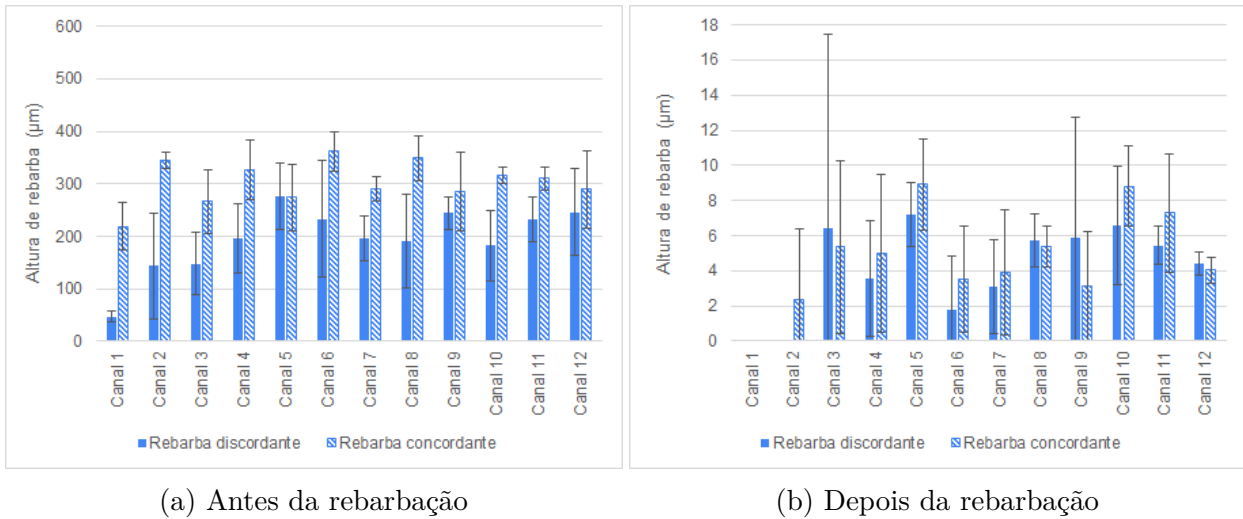 600
500
400
300
200
100
0
Altura de rebarba (µm)
Canal 1
Canal 2
Canal 3
Canal 4
Canal 5
Canal 6
Canal 7
Canal 8
Canal 9
Canal 10
Canal 11
Canal 12
Rebarba discordante Rebarba concordante
(a) Antes da rebarbação
18
16
14
12
10
8
6
4
2
0
Altura de rebarba (µm)
Canal 1
Canal 2
Canal 3
Canal 4
Canal 5
Canal 6
Canal 7
Canal 8
Canal 9
Canal 10
Canal 11
Canal 12
Rebarba discordante Rebarba concordante
(b) Depois da rebarbação